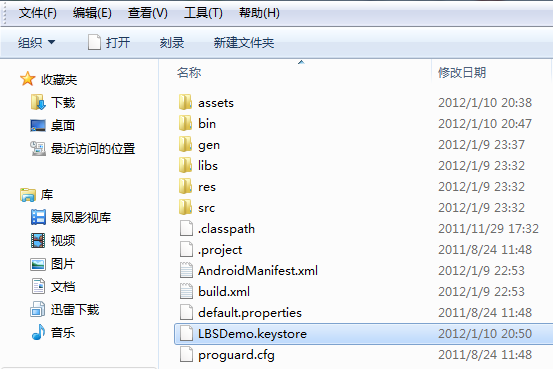 文件(F) 编辑(E) 查看(V) 工具(T) 帮助(H)
组织 打开 刻录 新建文件夹
收藏夹
下载
桌面
最近访问的位置
库
暴风影视库
视频
图片
文档
迅雷下载
音乐
名称 修改日期
assets 2012/1/10 20:38
bin 2012/1/10 20:47
gen 2012/1/9 23:37
libs 2012/1/9 23:32
res 2012/1/9 23:32
src 2012/1/9 23:32
.classpath 2011/11/29 17:32
.project 2011/8/24 11:48
AndroidManifest.xml 2012/1/9 22:53
build.xml 2012/1/9 22:53
default.properties 2011/8/24 11:48
LBSDemo.keystore 2012/1/10 20:50
proguard.cfg 2011/8/24 11:48